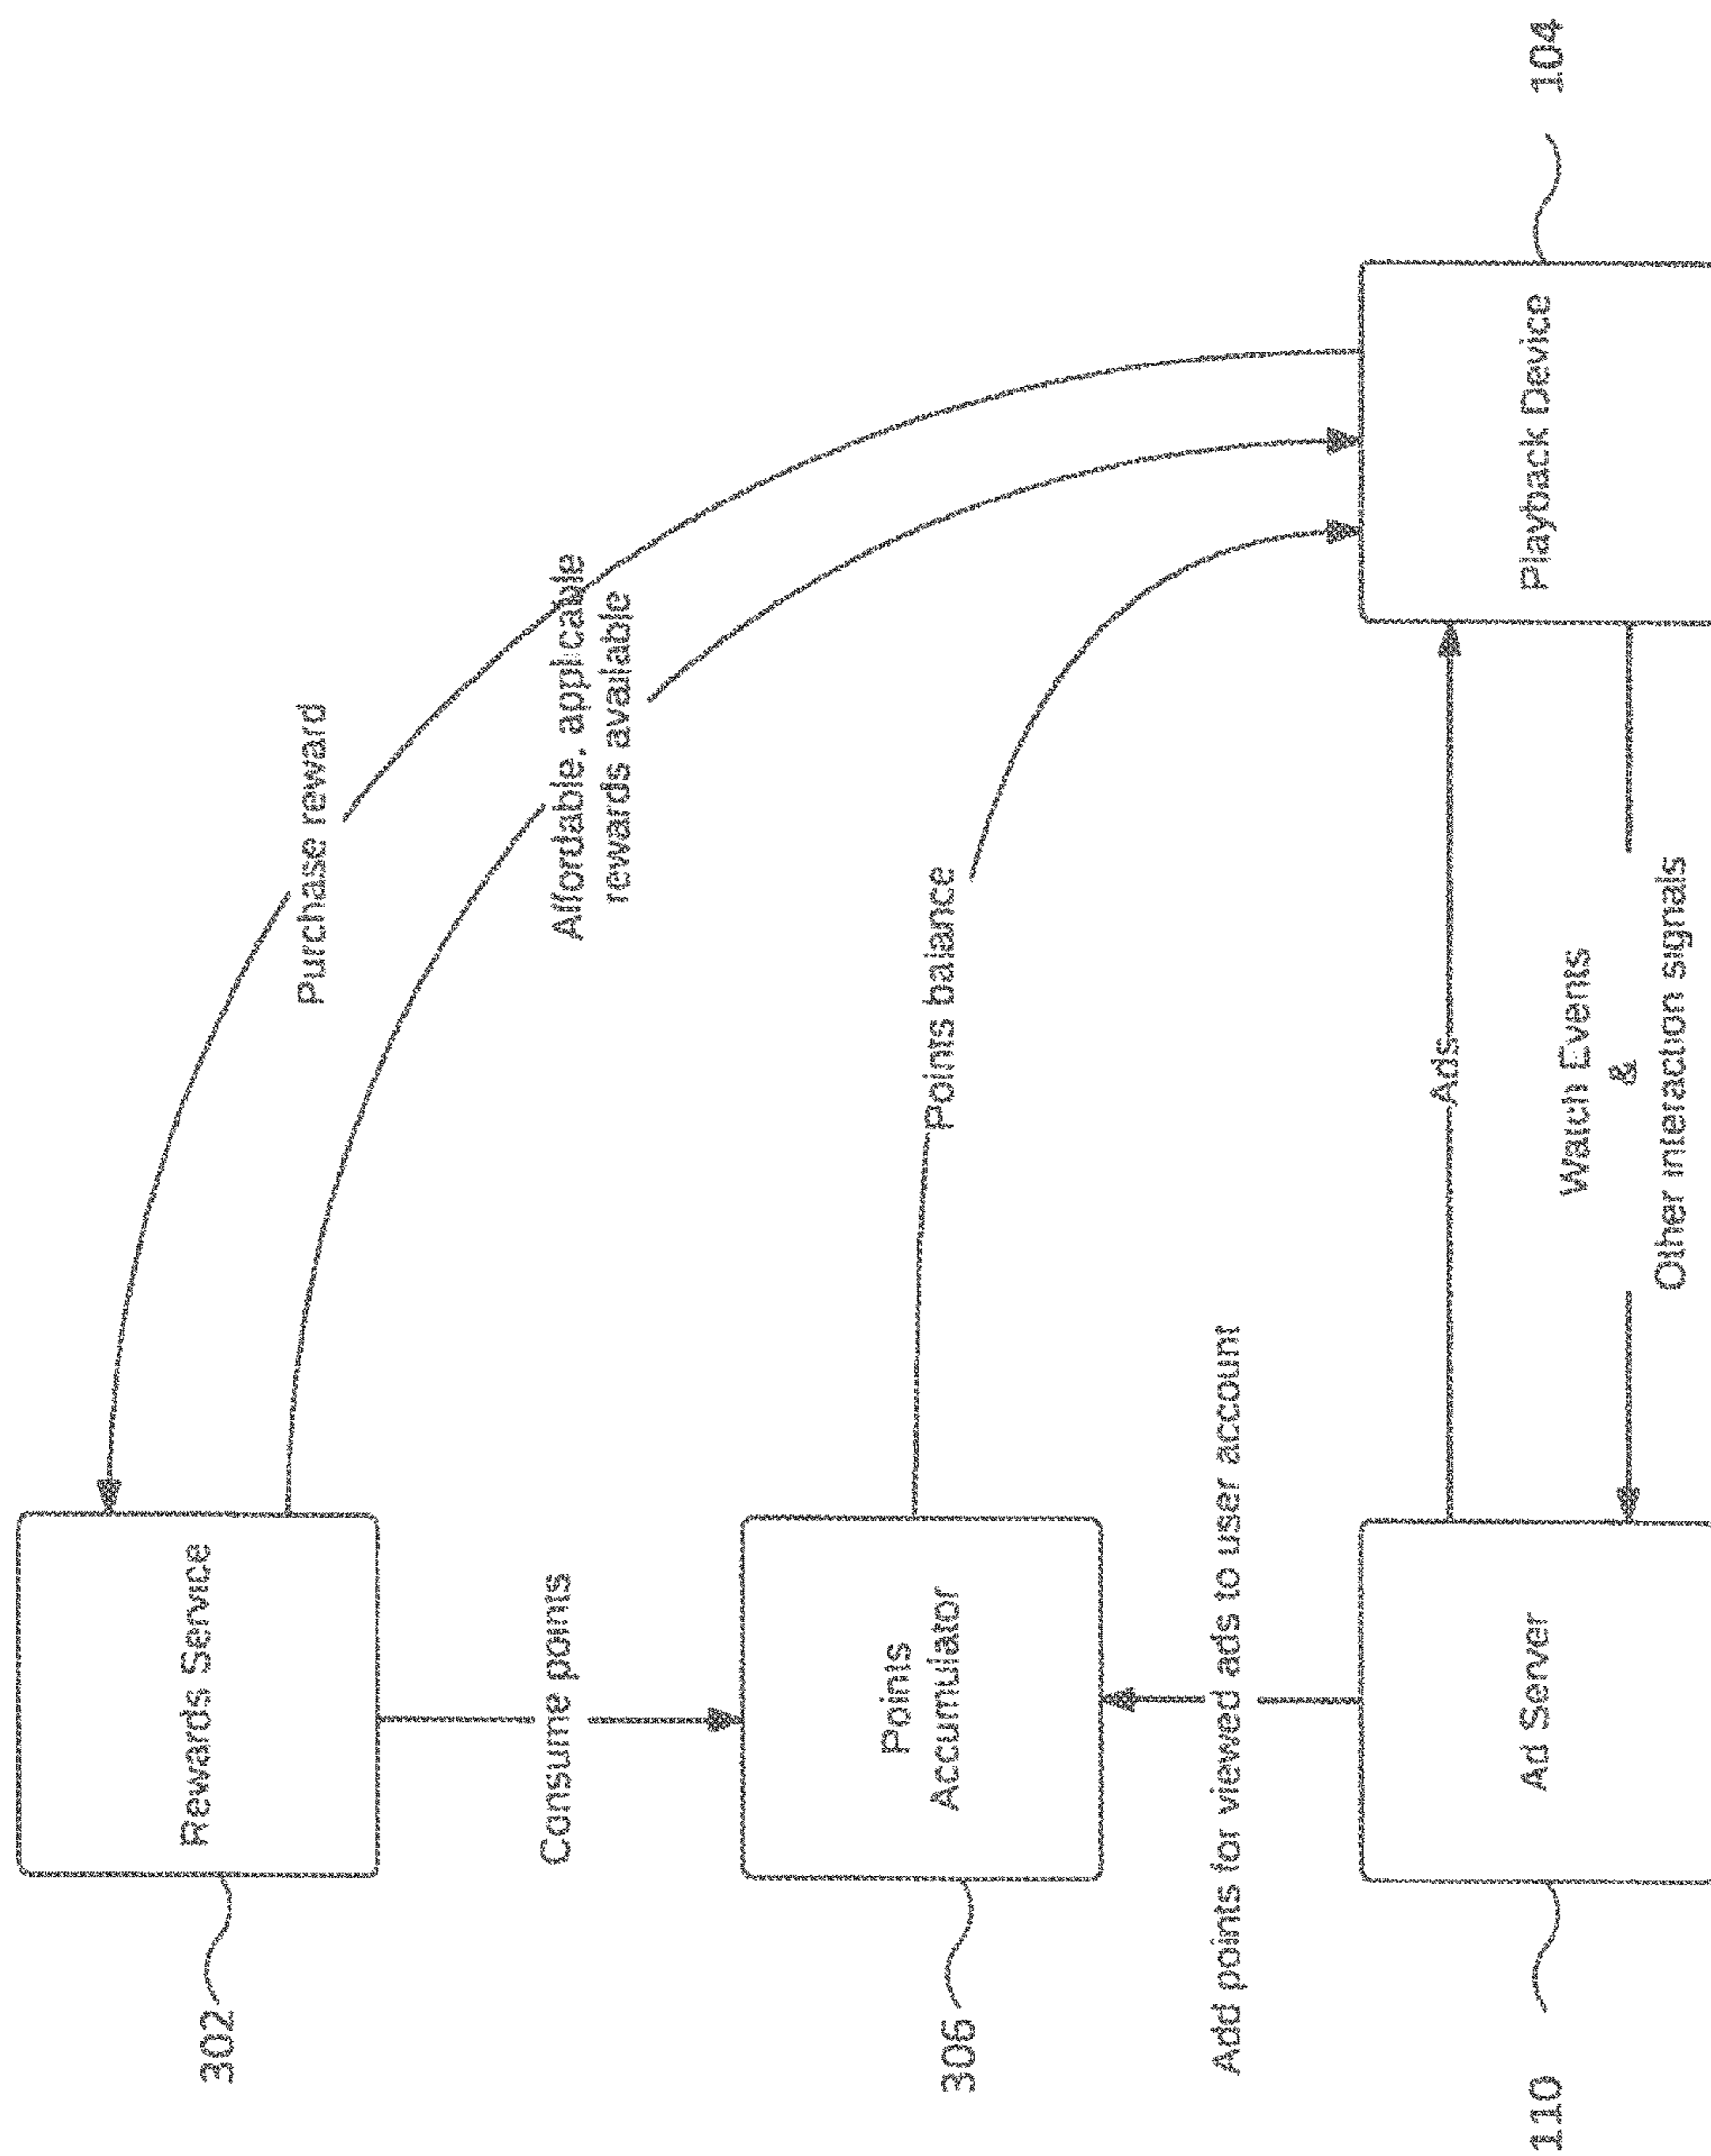 302
Rewards Service
Purchase reward
Affordable, applicable
rewards available
Consume points
306
Points
Accumulator
Points balance
Add points for viewed ads to user account
110
Ad Server
Ads
Watch Events
&
Other interaction signals
Playback Device
104